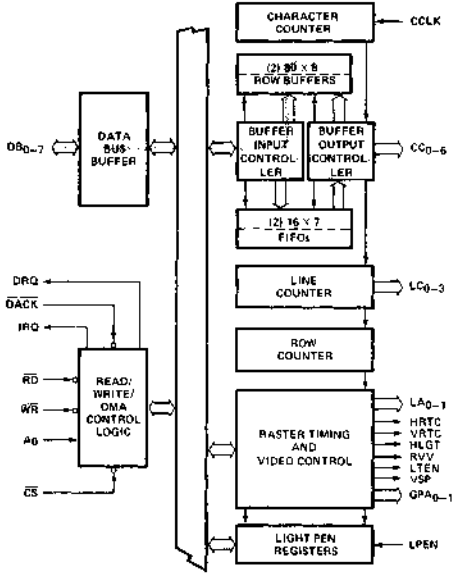 CHARACTER
COUNTER
CCLK
(2) 80 × 8
ROW BUFFERS
DB0–7
DATA
BUS
BUFFER
BUFFER
INPUT
CONTROL-
LER
BUFFER
OUTPUT
CONTROL-
LER
CC0–6
(2) 16 × 7
FIFOs
DRQ
DACK
IRQ
LINE
COUNTER
LC0–3
ROW
COUNTER
RD
WR
A0
CS
READ/
WRITE/
DMA
CONTROL
LOGIC
RASTER TIMING
AND
VIDEO CONTROL
LA0–1
HRTC
VRTC
HLGT
RVV
LTEN
VSP
GPA0–1
LIGHT PEN
REGISTERS
LPEN